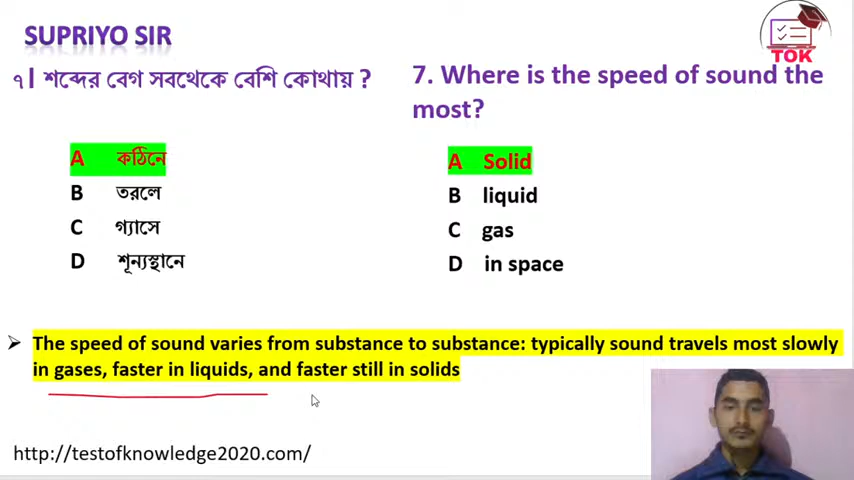 SUPRIYO SIR
TOK
৭। শব্দের বেগ সবথেকে বেশি কোথায় ?
A কঠিনে
B তরলে
C গ্যাসে
D শূন্যস্থানে
7. Where is the speed of sound the
most?
A Solid
B liquid
C gas
D in space
The speed of sound varies from substance to substance: typically sound travels most slowly
in gases, faster in liquids, and faster still in solids
http://testofknowledge2020.com/